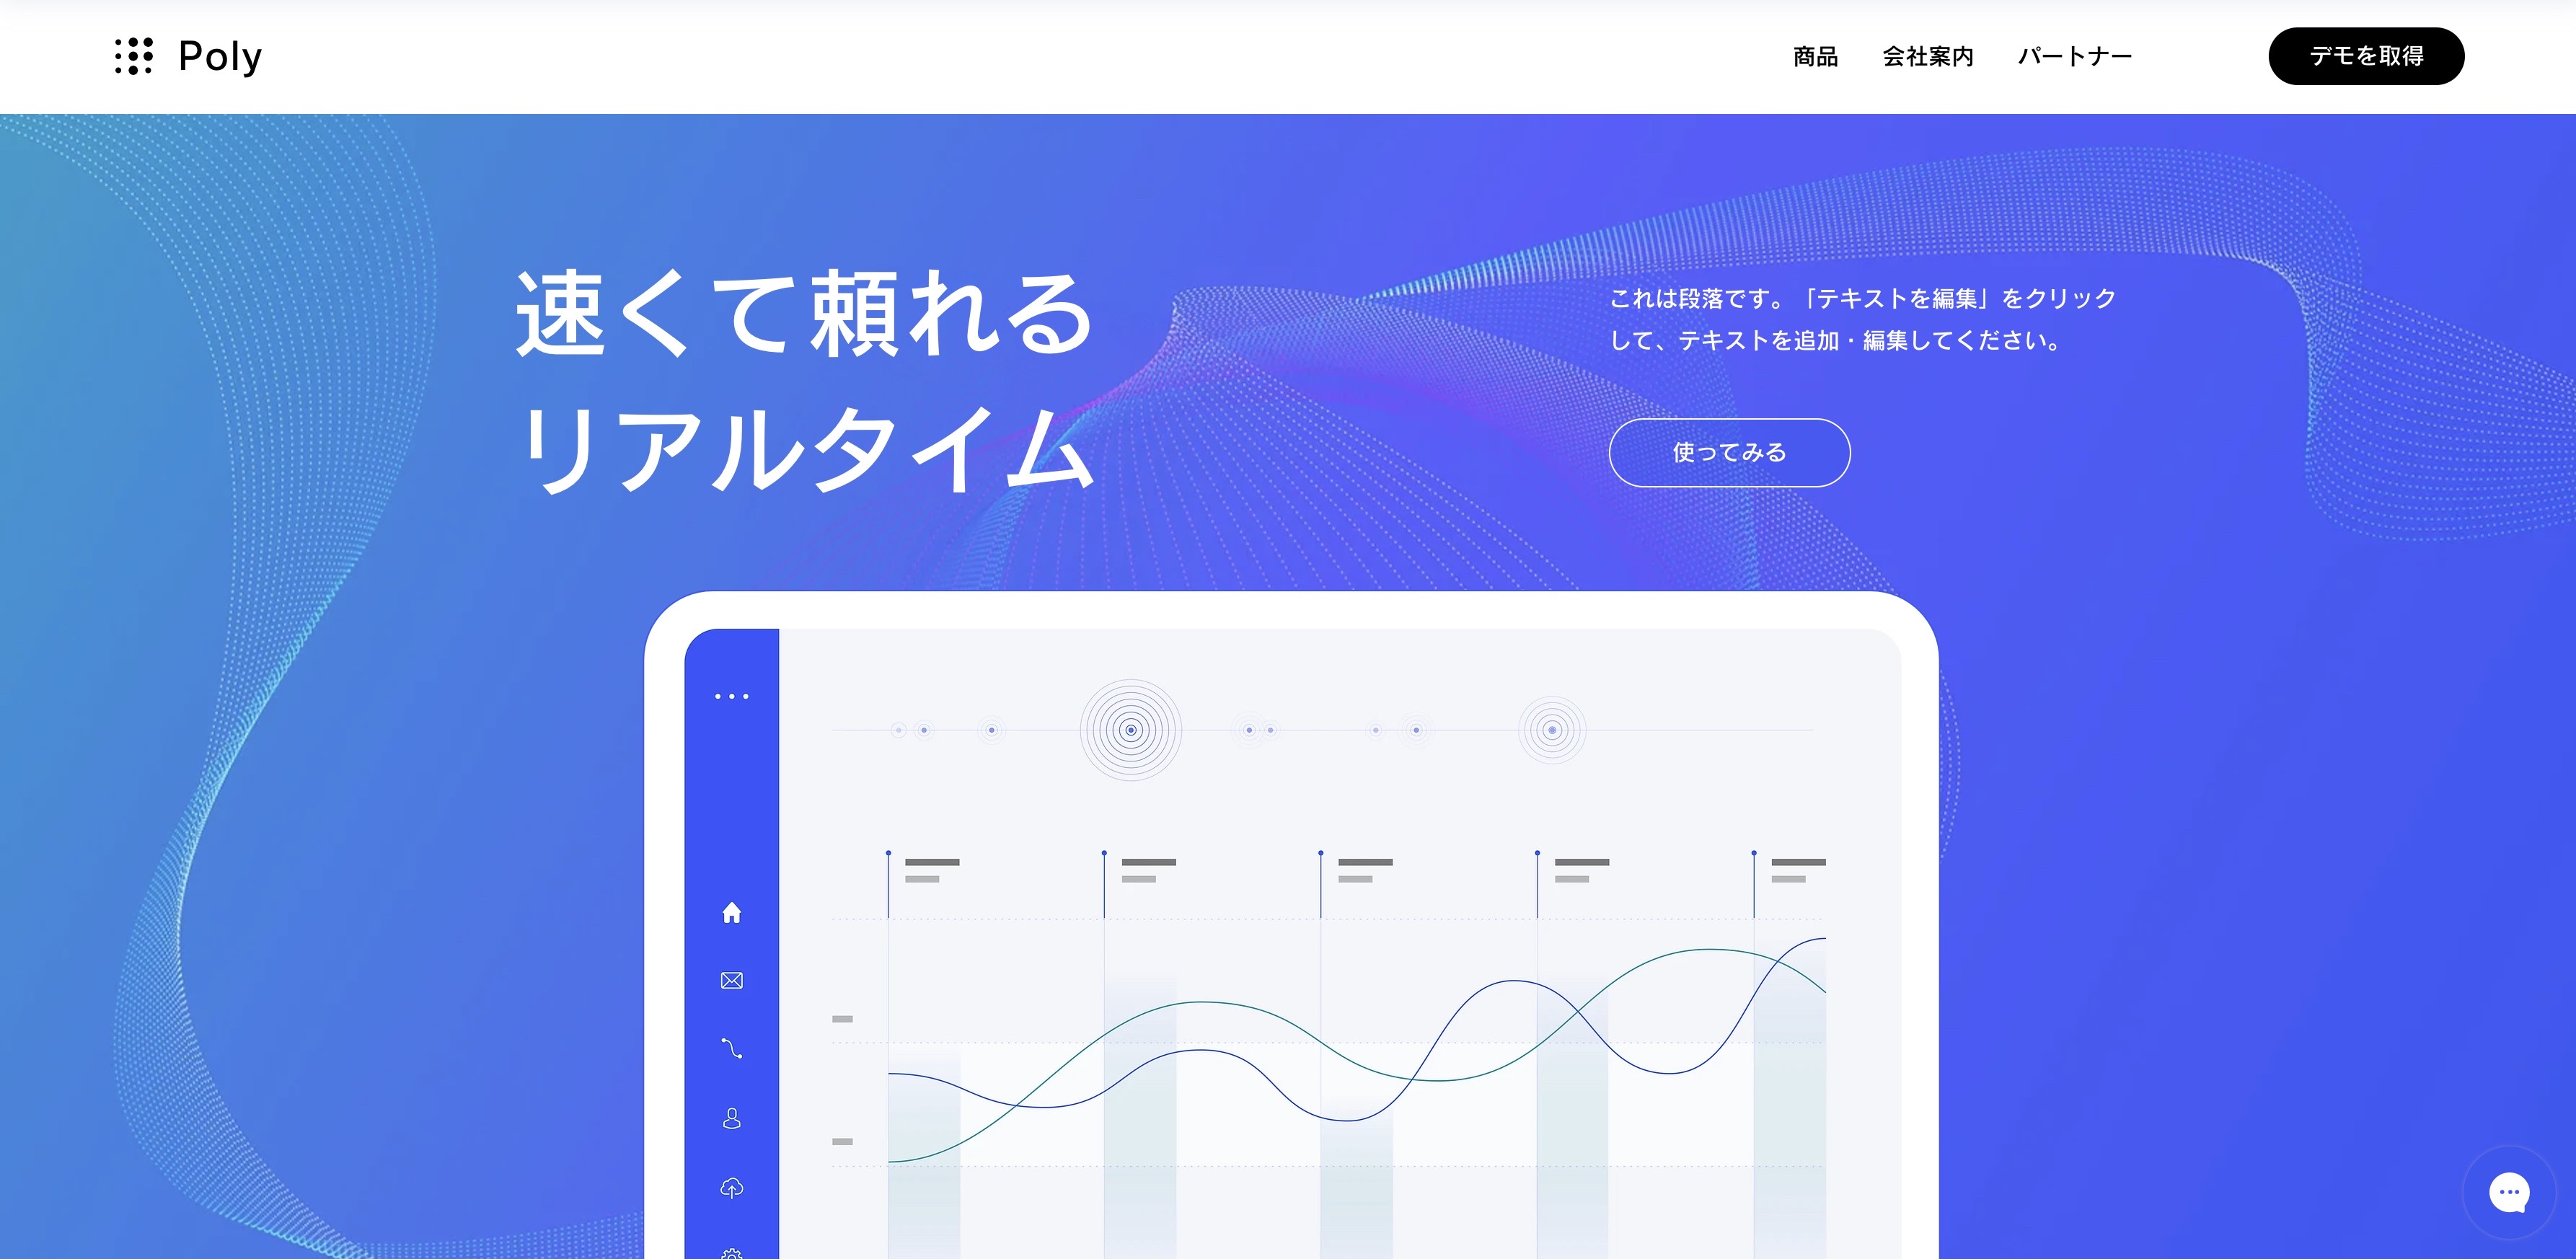 Poly
商品
会社案内
パートナー
デモを取得
速くて頼れる
リアルタイム
これは段落です。「テキストを編集」をクリック
して、テキストを追加・編集してください。
使ってみる